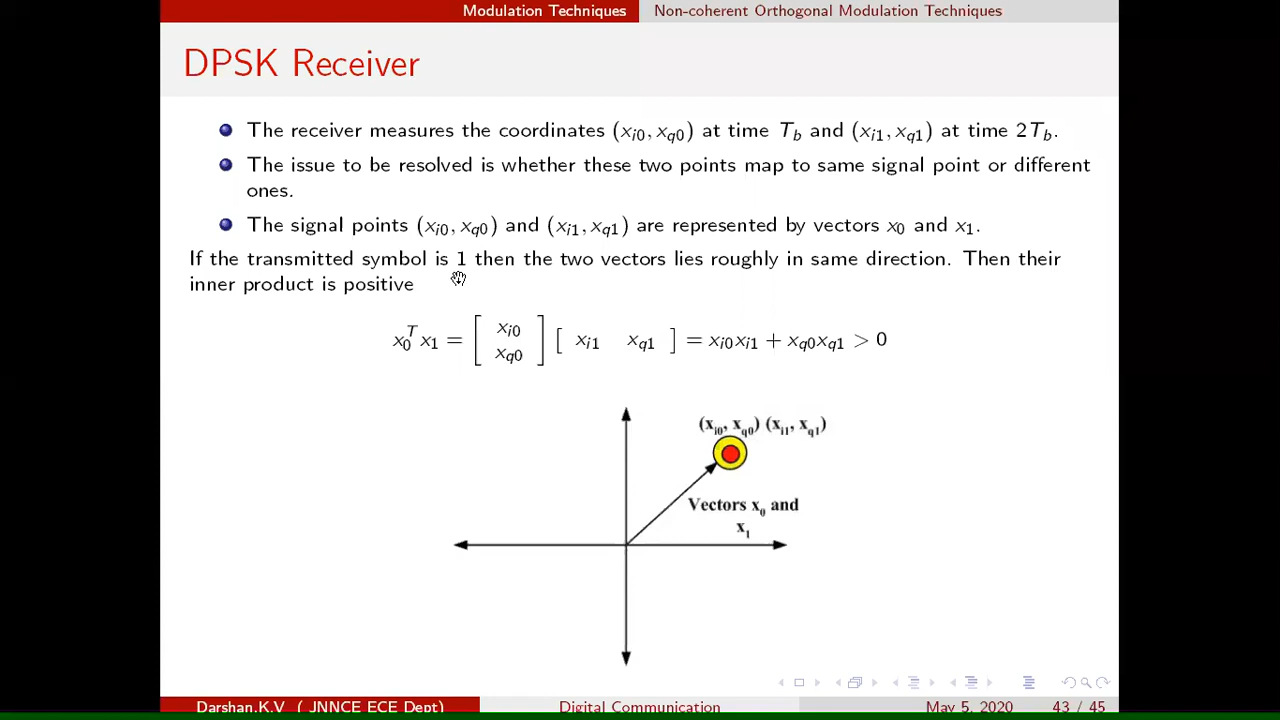 Modulation Techniques Non-coherent Orthogonal Modulation Techniques
DPSK Receiver
The receiver measures the coordinates (x_{i0}, x_{q0}) at time T_b and (x_{i1}, x_{q1}) at time 2T_b.
The issue to be resolved is whether these two points map to same signal point or different
ones.
The signal points (x_{i0}, x_{q0}) and (x_{i1}, x_{q1}) are represented by vectors x_0 and x_1.
If the transmitted symbol is 1 then the two vectors lies roughly in same direction. Then their
inner product is positive
x_0^T x_1 = [ x_{i0} x_{q0} ] [ x_{i1} x_{q1} ] = x_{i0}x_{i1} + x_{q0}x_{q1} > 0
(x_{i0}, x_{q0}) (x_{i1}, x_{q1})
Vectors x_0 and
x_1
Darshan.K.V ( JNNCE ECE Dept) Digital Communication May 5, 2020 43 / 45